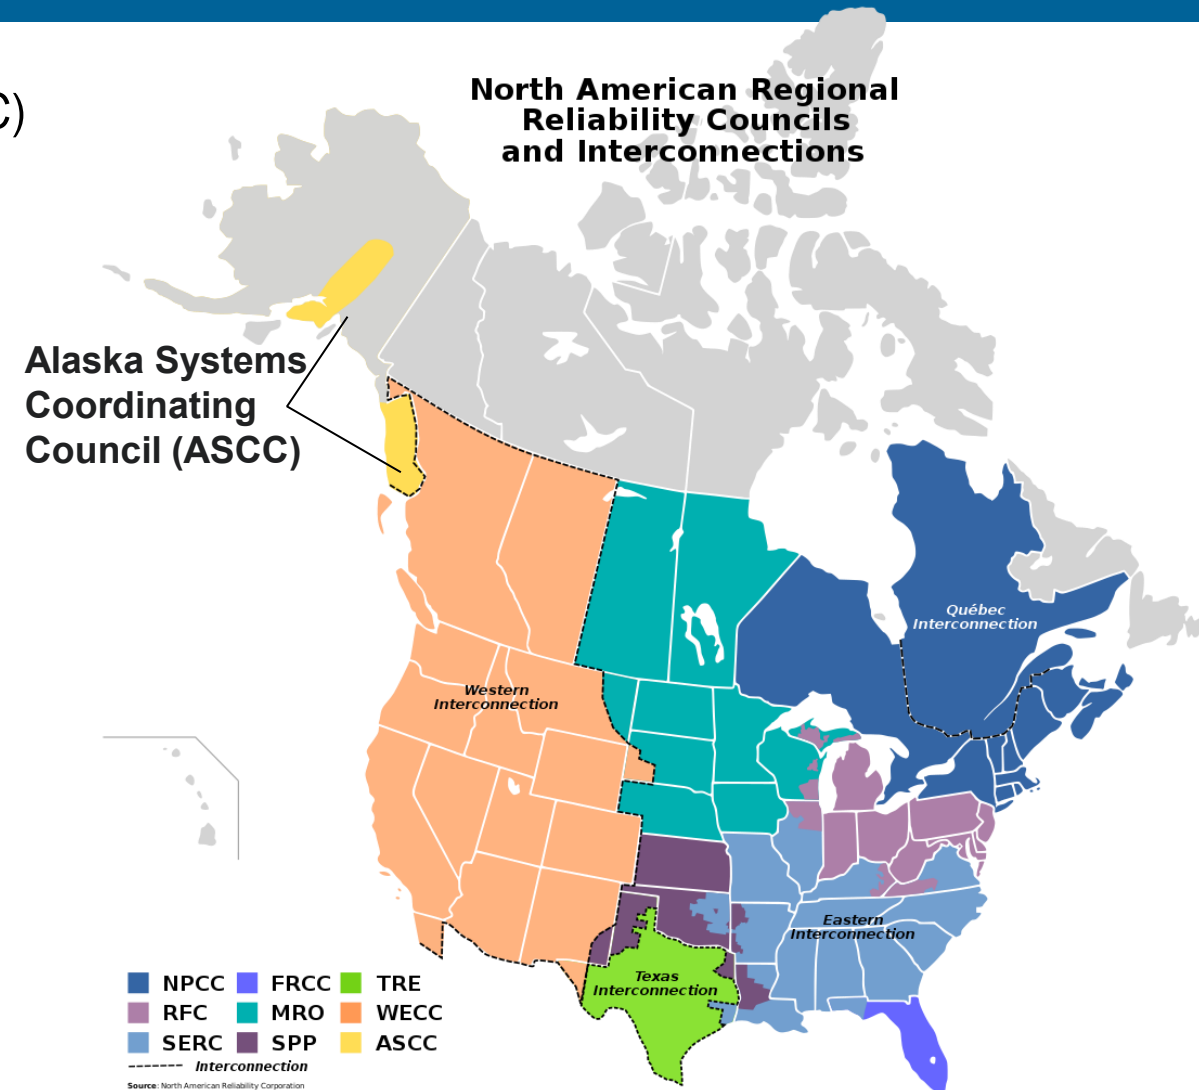 C)
North American Regional
Reliability Councils
and Interconnections
Alaska Systems
Coordinating
Council (ASCC)
Québec
Interconnection
Western
Interconnection
Eastern
Interconnection
Texas
Interconnection
NPCC FRCC TRE
RFC MRO WECC
SERC SPP ASCC
Interconnection
Source: North American Reliability Corporation